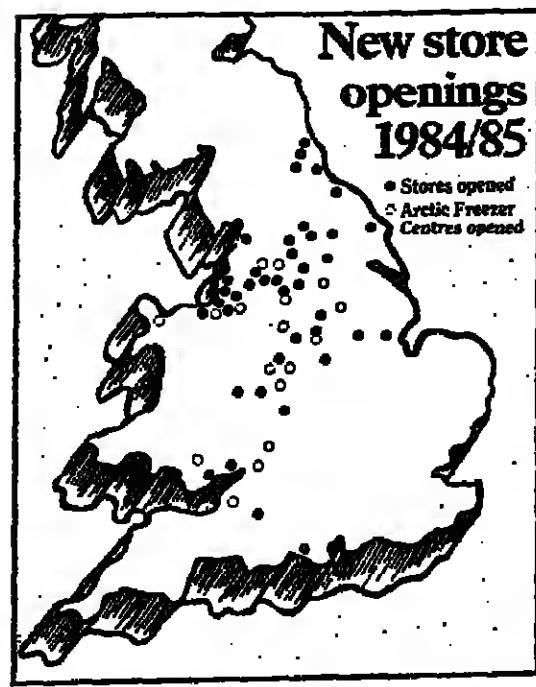 New store
openings
1984/85
Stores opened
Arctic Freezer
Centres opened